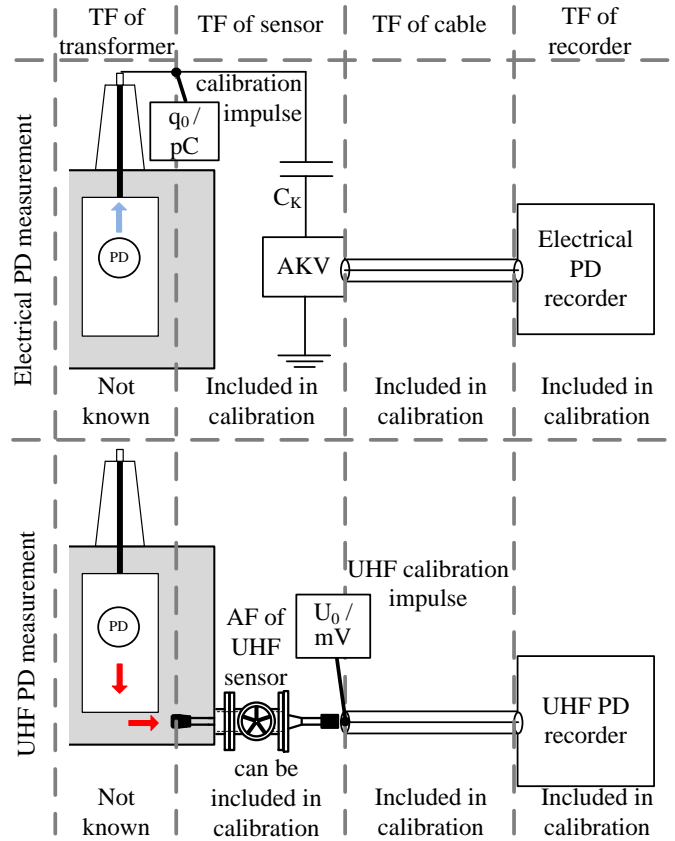 TF of
transformer
TF of sensor
TF of cable
TF of
recorder
Electrical PD measurement
calibration
impulse
q0 /
pC
CK
PD
AKV
Electrical
PD
recorder
Not
known
Included in
calibration
Included in
calibration
Included in
calibration
UHF PD measurement
PD
AF of
UHF
sensor
U0 /
mV
UHF calibration
impulse
UHF PD
recorder
Not
known
can be
included in
calibration
Included in
calibration
Included in
calibration